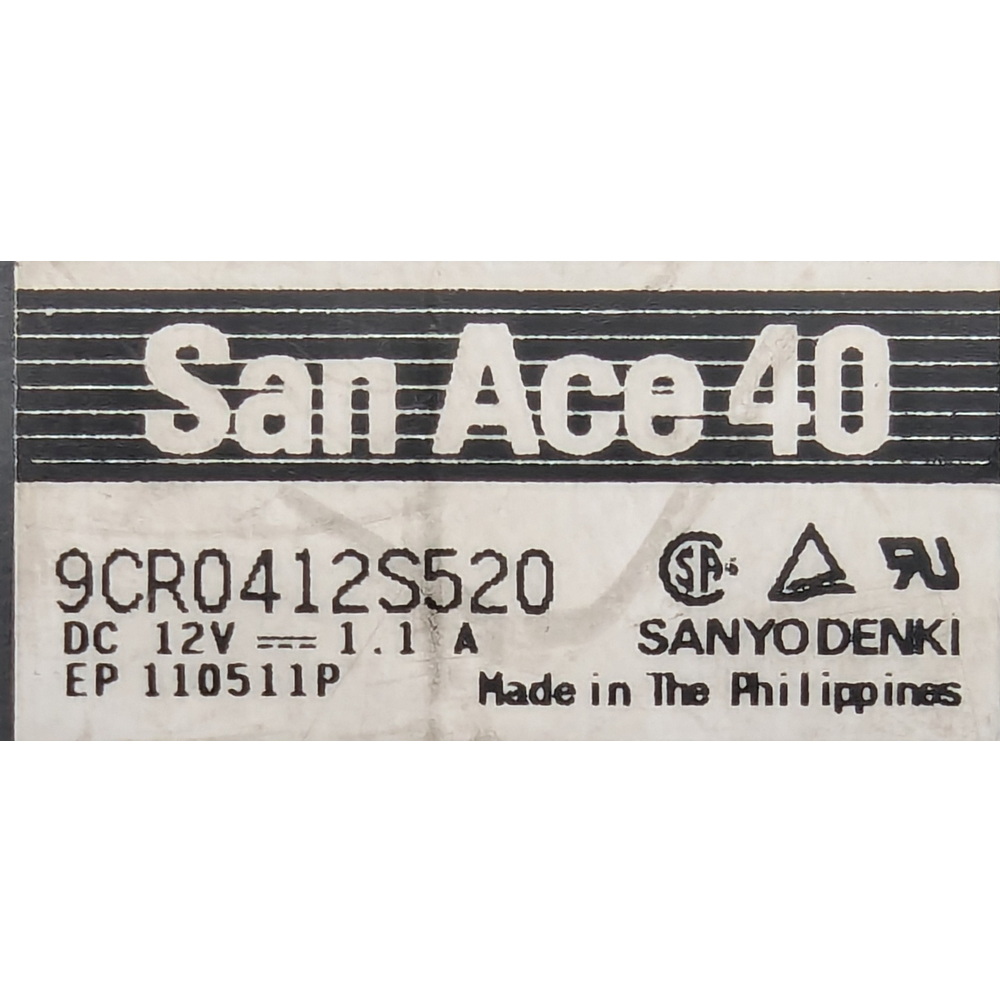 San Ace 40
9CR0412S520
DC 12V ⎓ 1.1 A
EP 110511P
SANYO DENKI
Made in The Philippines